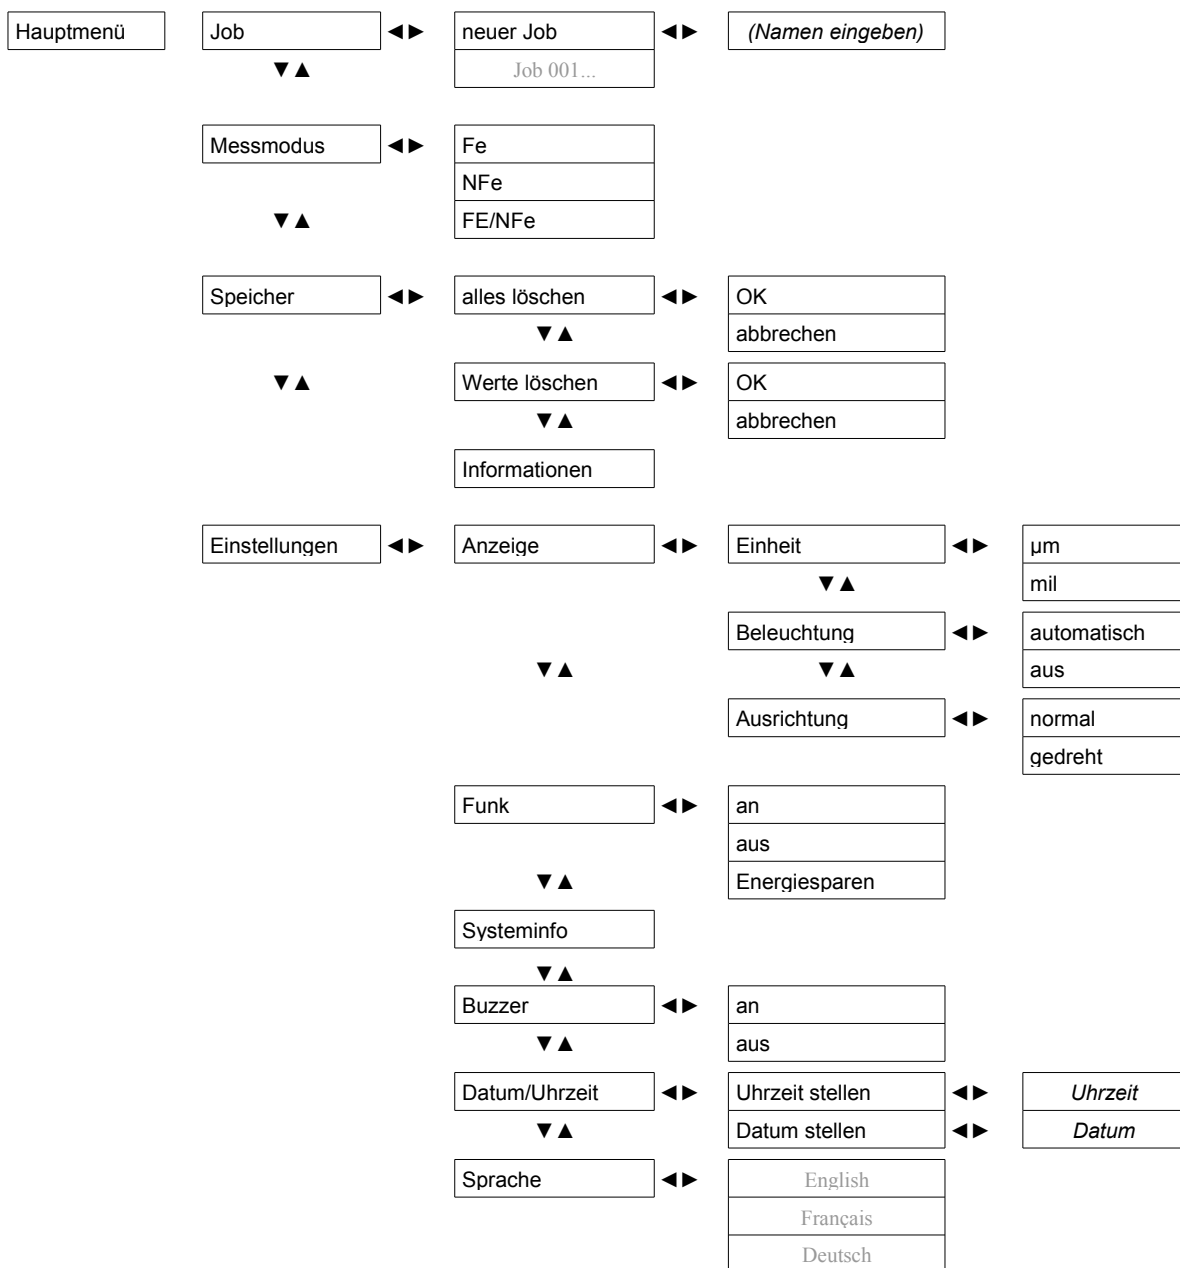 Hauptmenü Job ◄► neuer Job ◄► (Namen eingeben)
▼▲ Job 001...
Messmodus ◄► Fe
NFe
▼▲ FE/NFe
Speicher ◄► alles löschen ◄► OK
▼▲ abbrechen
▼▲ Werte löschen ◄► OK
▼▲ abbrechen
Informationen
Einstellungen ◄► Anzeige ◄► Einheit ◄► µm
▼▲ mil
Beleuchtung ◄► automatisch
▼▲ ▼▲ aus
Ausrichtung ◄► normal
gedreht
Funk ◄► an
aus
▼▲ Energiesparen
Systeminfo
▼▲
Buzzer ◄► an
▼▲ aus
Datum/Uhrzeit ◄► Uhrzeit stellen ◄► Uhrzeit
▼▲ Datum stellen ◄► Datum
Sprache ◄► English
Français
Deutsch